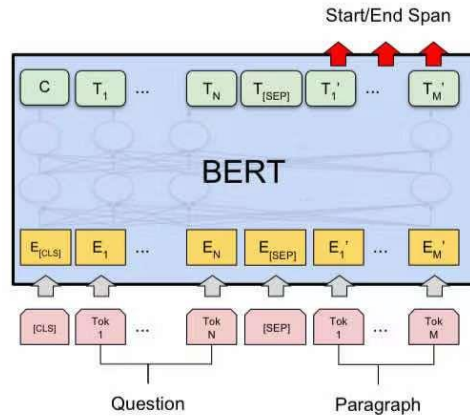 Start/End Span
C T1 ... TN T[SEP] T1' ... TM'
BERT
E[CLS] E1 ... EN E[SEP] E1' ... EM'
[CLS] Tok 1 ... Tok N [SEP] Tok 1 ... Tok M
Question Paragraph